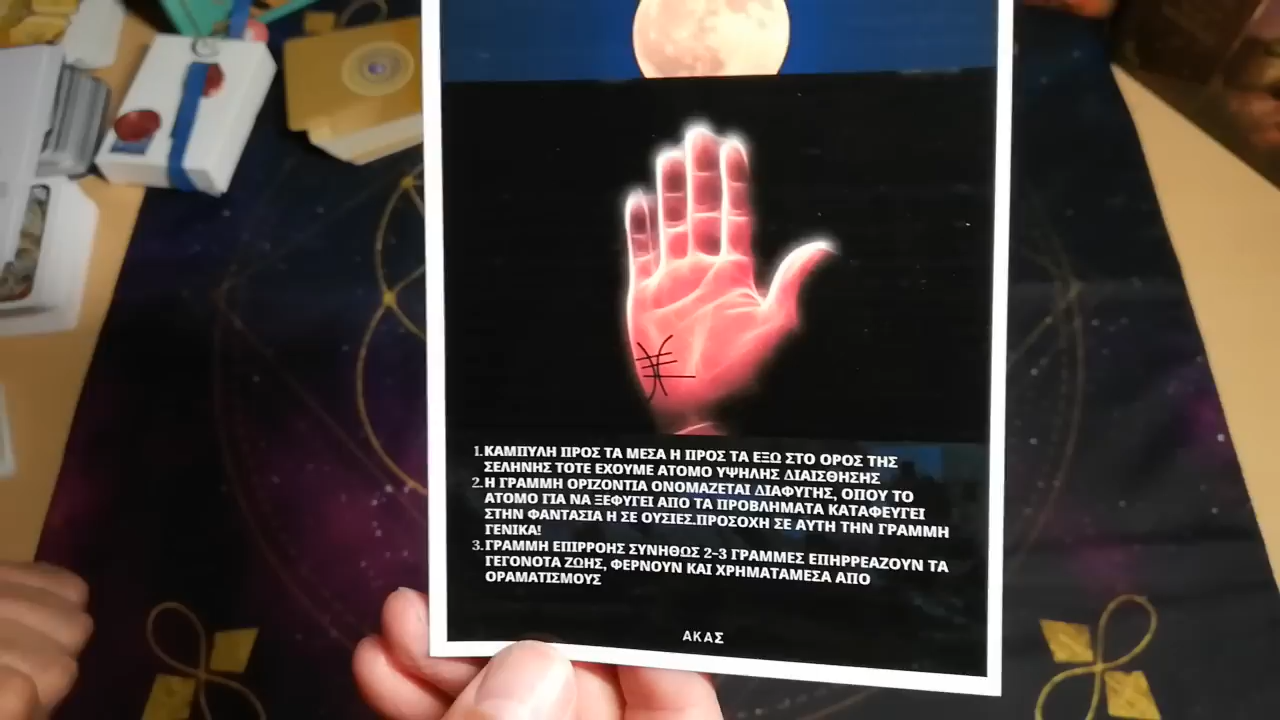 1. ΚΑΜΠΥΛΗ ΠΡΟΣ ΤΑ ΜΕΣΑ Η ΠΡΟΣ ΤΑ ΕΞΩ ΣΤΟ ΟΡΟΣ ΤΗΣ
ΣΕΛΗΝΗΣ ΤΟΤΕ ΕΧΟΥΜΕ ΑΤΟΜΟ ΥΨΗΛΗΣ ΔΙΑΙΣΘΗΣΗΣ
2. Η ΓΡΑΜΜΗ ΟΡΙΖΟΝΤΙΑ ΟΝΟΜΑΖΕΤΑΙ ΔΙΑΦΥΓΗΣ, ΟΠΟΥ ΤΟ
ΑΤΟΜΟ ΓΙΑ ΝΑ ΞΕΦΥΓΕΙ ΑΠΟ ΤΑ ΠΡΟΒΛΗΜΑΤΑ ΚΑΤΑΦΕΥΓΕΙ
ΣΤΗΝ ΦΑΝΤΑΣΙΑ Η ΣΕ ΟΥΣΙΕΣ.ΠΡΟΣΟΧΗ ΣΕ ΑΥΤΗ ΤΗΝ ΓΡΑΜΜΗ
ΓΕΝΙΚΑ!
3. ΓΡΑΜΜΗ ΕΠΙΡΡΟΗΣ ΣΥΝΗΘΩΣ 2-3 ΓΡΑΜΜΕΣ ΕΠΗΡΡΕΑΖΟΥΝ ΤΑ
ΓΕΓΟΝΟΤΑ ΖΩΗΣ, ΦΕΡΝΟΥΝ ΚΑΙ ΧΡΗΜΑΤΑΜΕΣΑ ΑΠΟ
ΟΡΑΜΑΤΙΣΜΟΥΣ
ΑΚΑΣ